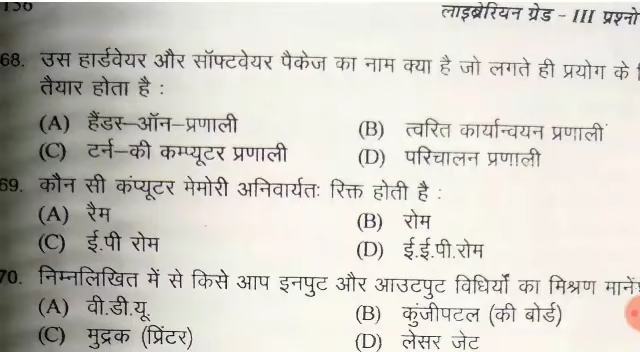 136
लाइब्रेरियन ग्रेड - III प्रश्नो
68. उस हार्डवेयर और सॉफ्टवेयर पैकेज का नाम क्या है जो लगते ही प्रयोग के
तैयार होता है :
(A) हैंडर-ऑन-प्रणाली (B) त्वरित कार्यान्वयन प्रणाली
(C) टर्न-की कम्प्यूटर प्रणाली (D) परिचालन प्रणाली
69. कौन सी कंप्यूटर मेमोरी अनिवार्यतः रिक्त होती है :
(A) रैम (B) रोम
(C) ई.पी रोम (D) ई.ई.पी.रोम
70. निम्नलिखित में से किसे आप इनपुट और आउटपुट विधियों का मिश्रण मानें
(A) वी.डी.यू. (B) कुंजीपटल (की बोर्ड)
(C) मुद्रक (प्रिंटर) (D) लेसर जेट